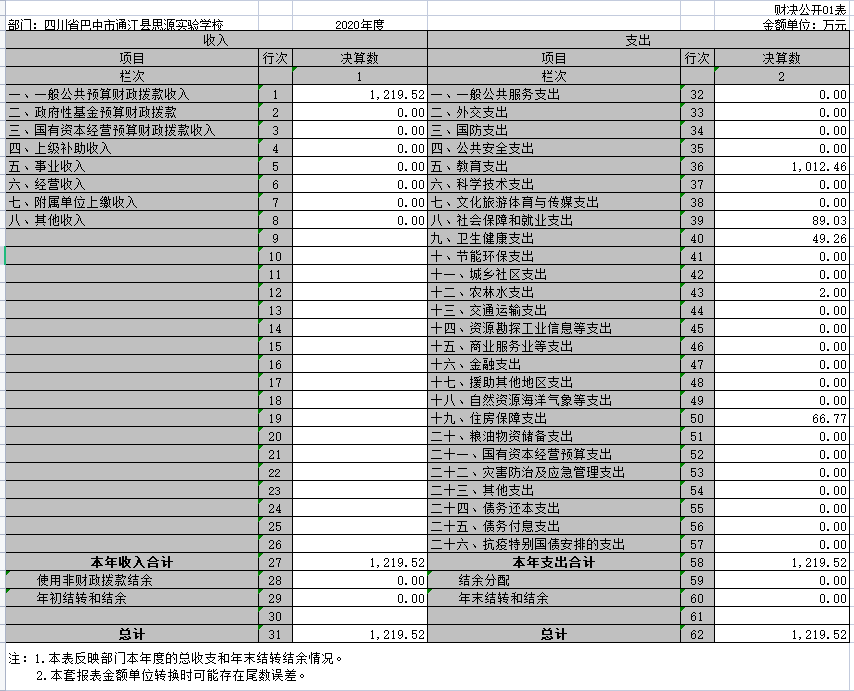 财决公开01表
部门：四川省巴中市通江县思源实验学校 2020年度 金额单位：万元
收入 支出
项目 行次 决算数 项目 行次 决算数
栏次 1 栏次 2
一、一般公共预算财政拨款收入 1 1,219.52 一、一般公共服务支出 32 0.00
二、政府性基金预算财政拨款 2 0.00 二、外交支出 33 0.00
三、国有资本经营预算财政拨款收入 3 0.00 三、国防支出 34 0.00
四、上级补助收入 4 0.00 四、公共安全支出 35 0.00
五、事业收入 5 0.00 五、教育支出 36 1,012.46
六、经营收入 6 0.00 六、科学技术支出 37 0.00
七、附属单位上缴收入 7 0.00 七、文化旅游体育与传媒支出 38 0.00
八、其他收入 8 0.00 八、社会保障和就业支出 39 89.03
9 九、卫生健康支出 40 49.26
10 十、节能环保支出 41 0.00
11 十一、城乡社区支出 42 0.00
12 十二、农林水支出 43 2.00
13 十三、交通运输支出 44 0.00
14 十四、资源勘探工业信息等支出 45 0.00
15 十五、商业服务业等支出 46 0.00
16 十六、金融支出 47 0.00
17 十七、援助其他地区支出 48 0.00
18 十八、自然资源海洋气象等支出 49 0.00
19 十九、住房保障支出 50 66.77
20 二十、粮油物资储备支出 51 0.00
21 二十一、国有资本经营预算支出 52 0.00
22 二十二、灾害防治及应急管理支出 53 0.00
23 二十三、其他支出 54 0.00
24 二十四、债务还本支出 55 0.00
25 二十五、债务付息支出 56 0.00
26 二十六、抗疫特别国债安排的支出 57 0.00
本年收入合计 27 1,219.52 本年支出合计 58 1,219.52
使用非财政拨款结余 28 0.00 结余分配 59 0.00
年初结转和结余 29 0.00 年末结转和结余 60 0.00
30 61
总计 31 1,219.52 总计 62 1,219.52
注：1.本表反映部门本年度的总收支和年末结转结余情况。
2.本套报表金额单位转换时可能存在尾数误差。